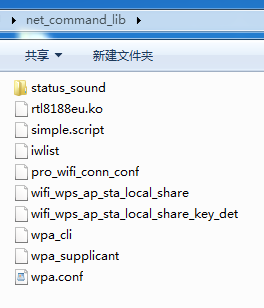 net_command_lib
共享 新建文件夹
status_sound
rtl8188eu.ko
simple.script
iwlist
pro_wifi_conn_conf
wifi_wps_ap_sta_local_share
wifi_wps_ap_sta_local_share_key_det
wpa_cli
wpa_supplicant
wpa.conf